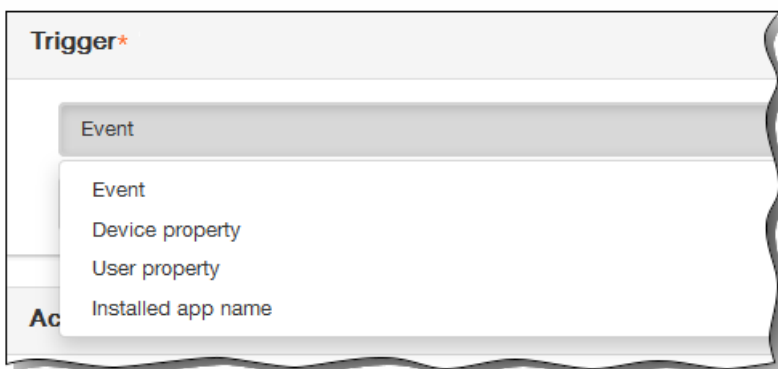 Trigger*
Event
Event
Device property
User property
Installed app name
Ac